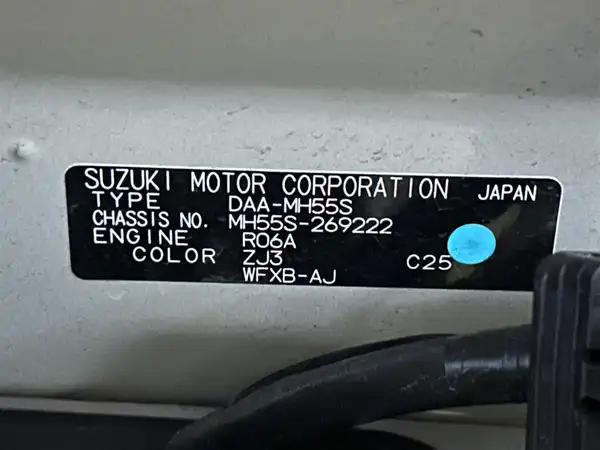 SUZUKI MOTOR CORPORATION JAPAN
TYPE DAA-MH55S
CHASSIS NO. MH55S-269222
ENGINE R06A
COLOR ZJ3 C25
WFXB-AJ